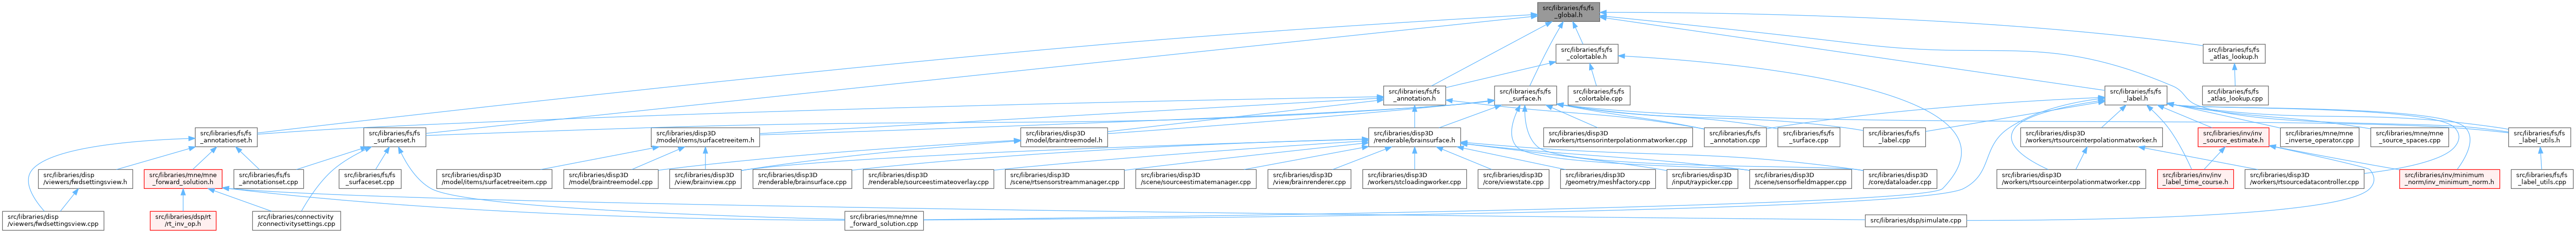 src/libraries/fs/fs
_global.h
src/libraries/fs/fs
_colortable.h
src/libraries/fs/fs
_atlas_lookup.h
src/libraries/fs/fs
_annotation.h
src/libraries/fs/fs
_surface.h
src/libraries/fs/fs
_colortable.cpp
src/libraries/fs/fs
_label.h
src/libraries/fs/fs
_atlas_lookup.cpp
src/libraries/fs/fs
_annotationset.h
src/libraries/fs/fs
_surfaceset.h
src/libraries/disp3D
/model/items/surfacetreeitem.h
src/libraries/disp3D
/model/braintreemodel.h
src/libraries/disp3D
/renderable/brainsurface.h
src/libraries/disp3D
/workers/rtsensorinterpolationmatworker.cpp
src/libraries/fs/fs
_annotation.cpp
src/libraries/fs/fs
_surface.cpp
src/libraries/fs/fs
_label.cpp
src/libraries/disp3D
/workers/rtsourceinterpolationmatworker.h
src/libraries/inv/inv
_source_estimate.h
src/libraries/mne/mne
_inverse_operator.cpp
src/libraries/mne/mne
_source_spaces.cpp
src/libraries/fs/fs
_label_utils.h
src/libraries/disp
/viewers/fwdsettingsview.h
src/libraries/mne/mne
_forward_solution.h
src/libraries/fs/fs
_annotationset.cpp
src/libraries/fs/fs
_surfaceset.cpp
src/libraries/disp3D
/model/items/surfacetreeitem.cpp
src/libraries/disp3D
/model/braintreemodel.cpp
src/libraries/disp3D
/view/brainview.cpp
src/libraries/disp3D
/renderable/brainsurface.cpp
src/libraries/disp3D
/renderable/sourceestimateoverlay.cpp
src/libraries/disp3D
/scene/rtsensorstreammanager.cpp
src/libraries/disp3D
/scene/sourceestimatemanager.cpp
src/libraries/disp3D
/view/brainrenderer.cpp
src/libraries/disp3D
/workers/stcloadingworker.cpp
src/libraries/disp3D
/core/viewstate.cpp
src/libraries/disp3D
/geometry/meshfactory.cpp
src/libraries/disp3D
/input/raypicker.cpp
src/libraries/disp3D
/scene/sensorfieldmapper.cpp
src/libraries/disp3D
/core/dataloader.cpp
src/libraries/disp3D
/workers/rtsourceinterpolationmatworker.cpp
src/libraries/inv/inv
_label_time_course.h
src/libraries/disp3D
/workers/rtsourcedatacontroller.cpp
src/libraries/inv/minimum
_norm/inv_minimum_norm.h
src/libraries/fs/fs
_label_utils.cpp
src/libraries/disp
/viewers/fwdsettingsview.cpp
src/libraries/dsp/rt
/rt_inv_op.h
src/libraries/connectivity
/connectivitysettings.cpp
src/libraries/mne/mne
_forward_solution.cpp
src/libraries/dsp/simulate.cpp